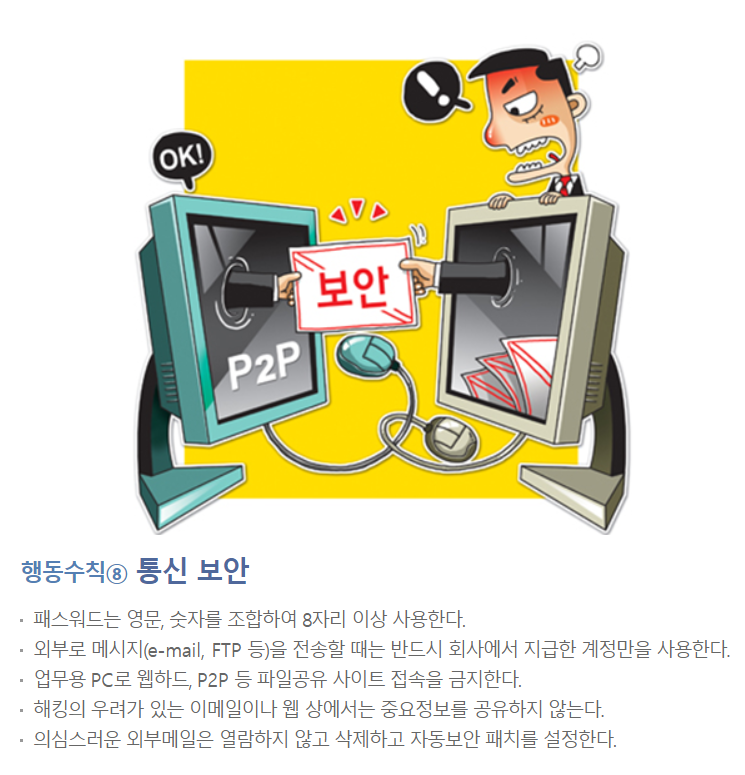 OK!
보안
P2P
행동수칙⑧ 통신 보안
· 패스워드는 영문, 숫자를 조합하여 8자리 이상 사용한다.
· 외부로 메시지(e-mail, FTP 등)을 전송할 때는 반드시 회사에서 지급한 계정만을 사용한다.
· 업무용 PC로 웹하드, P2P 등 파일공유 사이트 접속을 금지한다.
· 해킹의 우려가 있는 이메일이나 웹 상에서는 중요정보를 공유하지 않는다.
· 의심스러운 외부메일은 열람하지 않고 삭제하고 자동보안 패치를 설정한다.